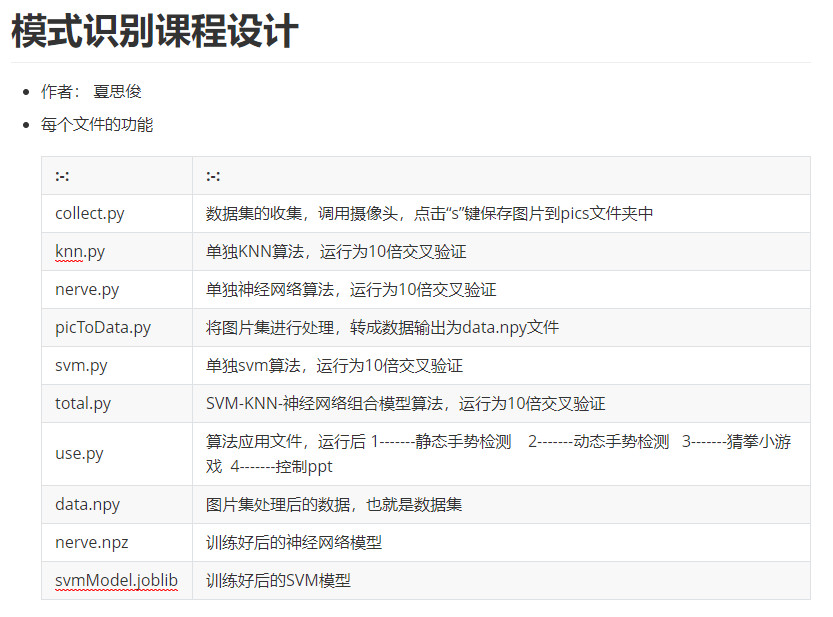 模式识别课程设计
作者： 夏思俊
每个文件的功能
:-: :-:
collect.py 数据集的收集，调用摄像头，点击“s”键保存图片到pics文件夹中
knn.py 单独KNN算法，运行为10倍交叉验证
nerve.py 单独神经网络算法，运行为10倍交叉验证
picToData.py 将图片集进行处理，转成数据输出为data.npy文件
svm.py 单独svm算法，运行为10倍交叉验证
total.py SVM-KNN-神经网络组合模型算法，运行为10倍交叉验证
use.py 算法应用文件，运行后 1-------静态手势检测 2-------动态手势检测 3-------猜拳小游
戏 4-------控制ppt
data.npy 图片集处理后的数据，也就是数据集
nerve.npz 训练好后的神经网络模型
svmModel.joblib 训练好后的SVM模型